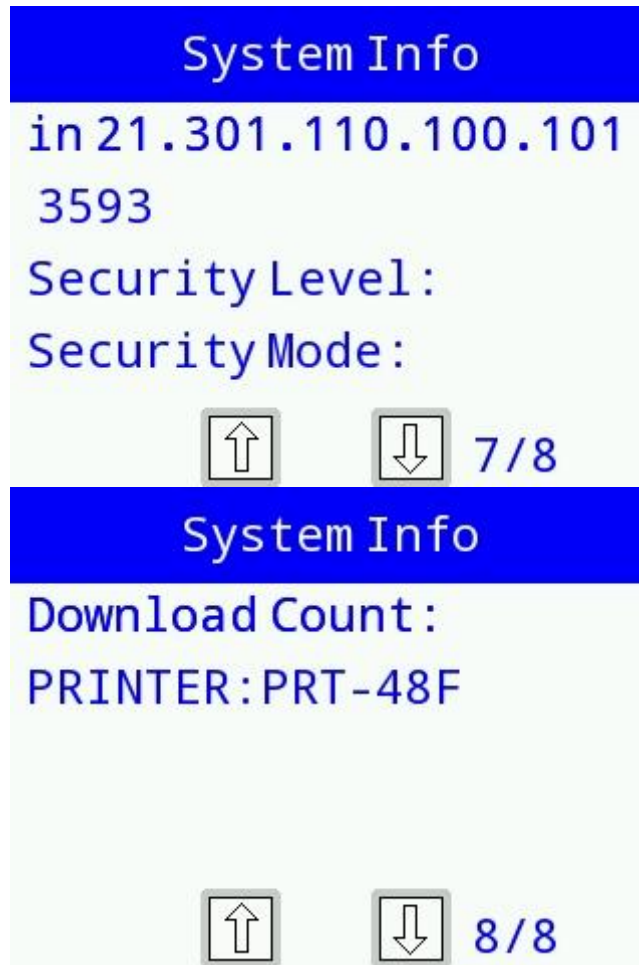 System Info
in 21.301.110.100.101
3593
Security Level:
Security Mode:
7/8
System Info
Download Count:
PRINTER:PRT-48F
8/8